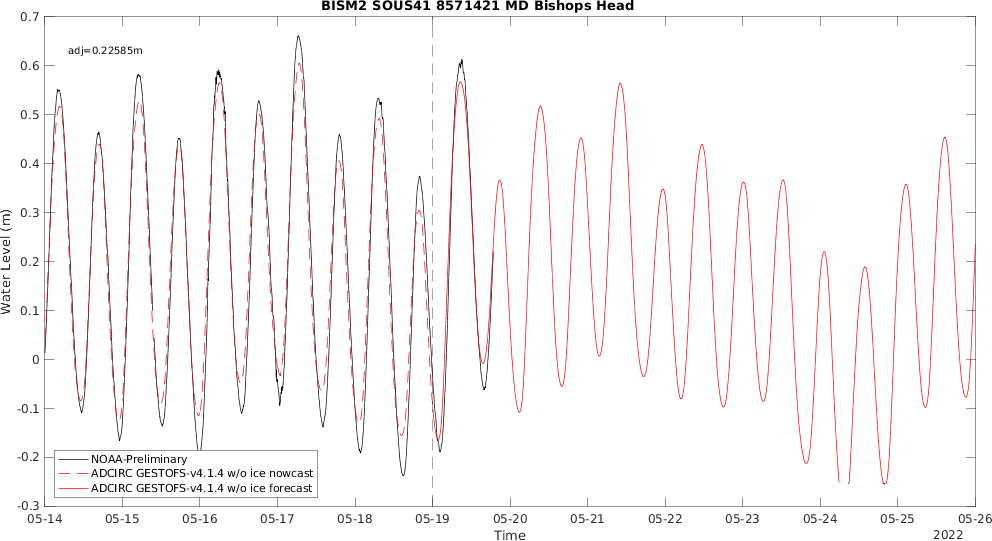 BISM2 SOUS41 8571421 MD Bishops Head
adj=0.22585m
0.7
0.6
0.5
0.4
0.3
0.2
0.1
0
-0.1
-0.2
-0.3
Water Level (m)
NOAA-Preliminary
ADCIRC GESTOFS-v4.1.4 w/o ice nowcast
ADCIRC GESTOFS-v4.1.4 w/o ice forecast
05-14 05-15 05-16 05-17 05-18 05-19 05-20 05-21 05-22 05-23 05-24 05-25 05-26
Time
2022